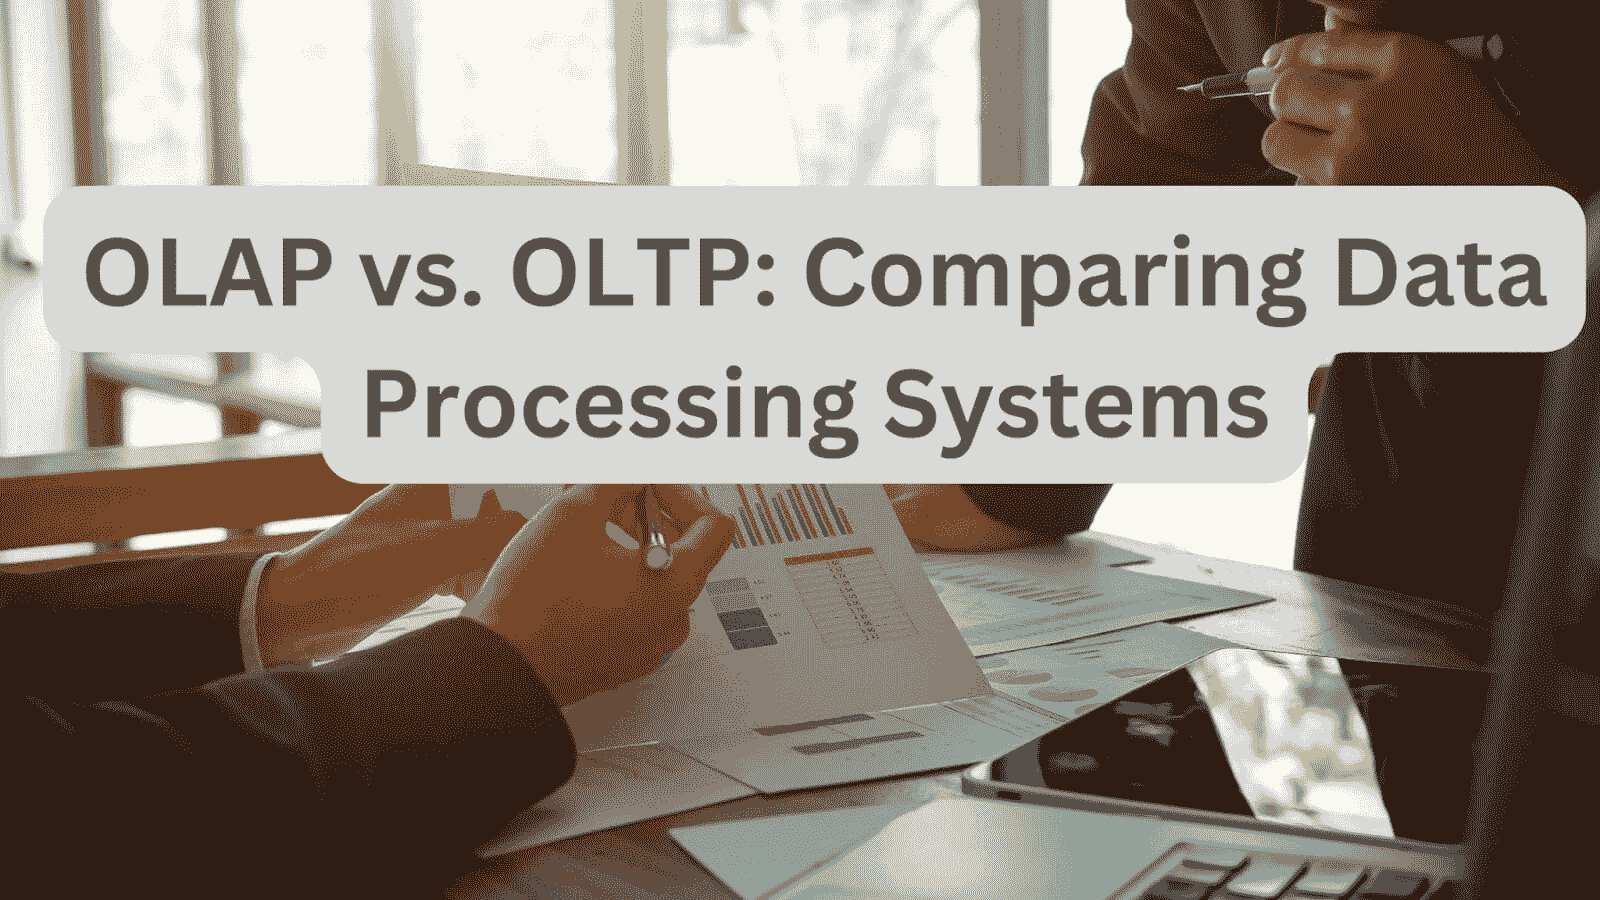 OLAP vs. OLTP: Comparing Data
Processing Systems